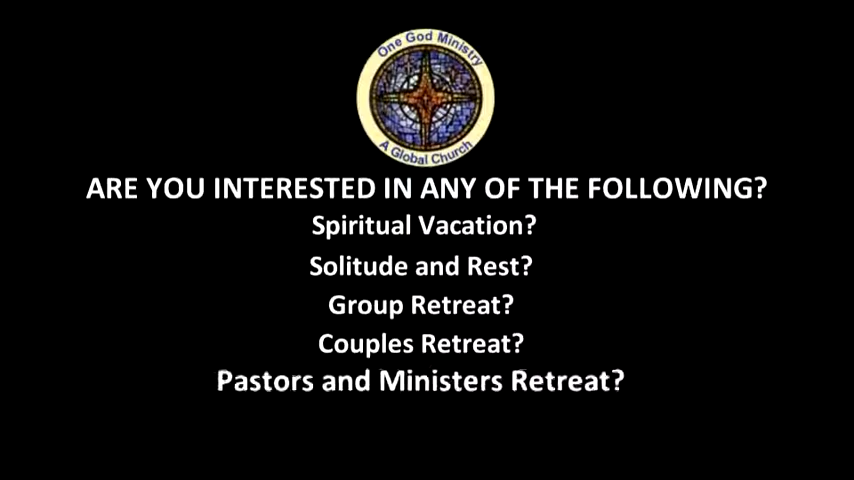 One God Ministry
A Global Church
ARE YOU INTERESTED IN ANY OF THE FOLLOWING?
Spiritual Vacation?
Solitude and Rest?
Group Retreat?
Couples Retreat?
Pastors and Ministers Retreat?